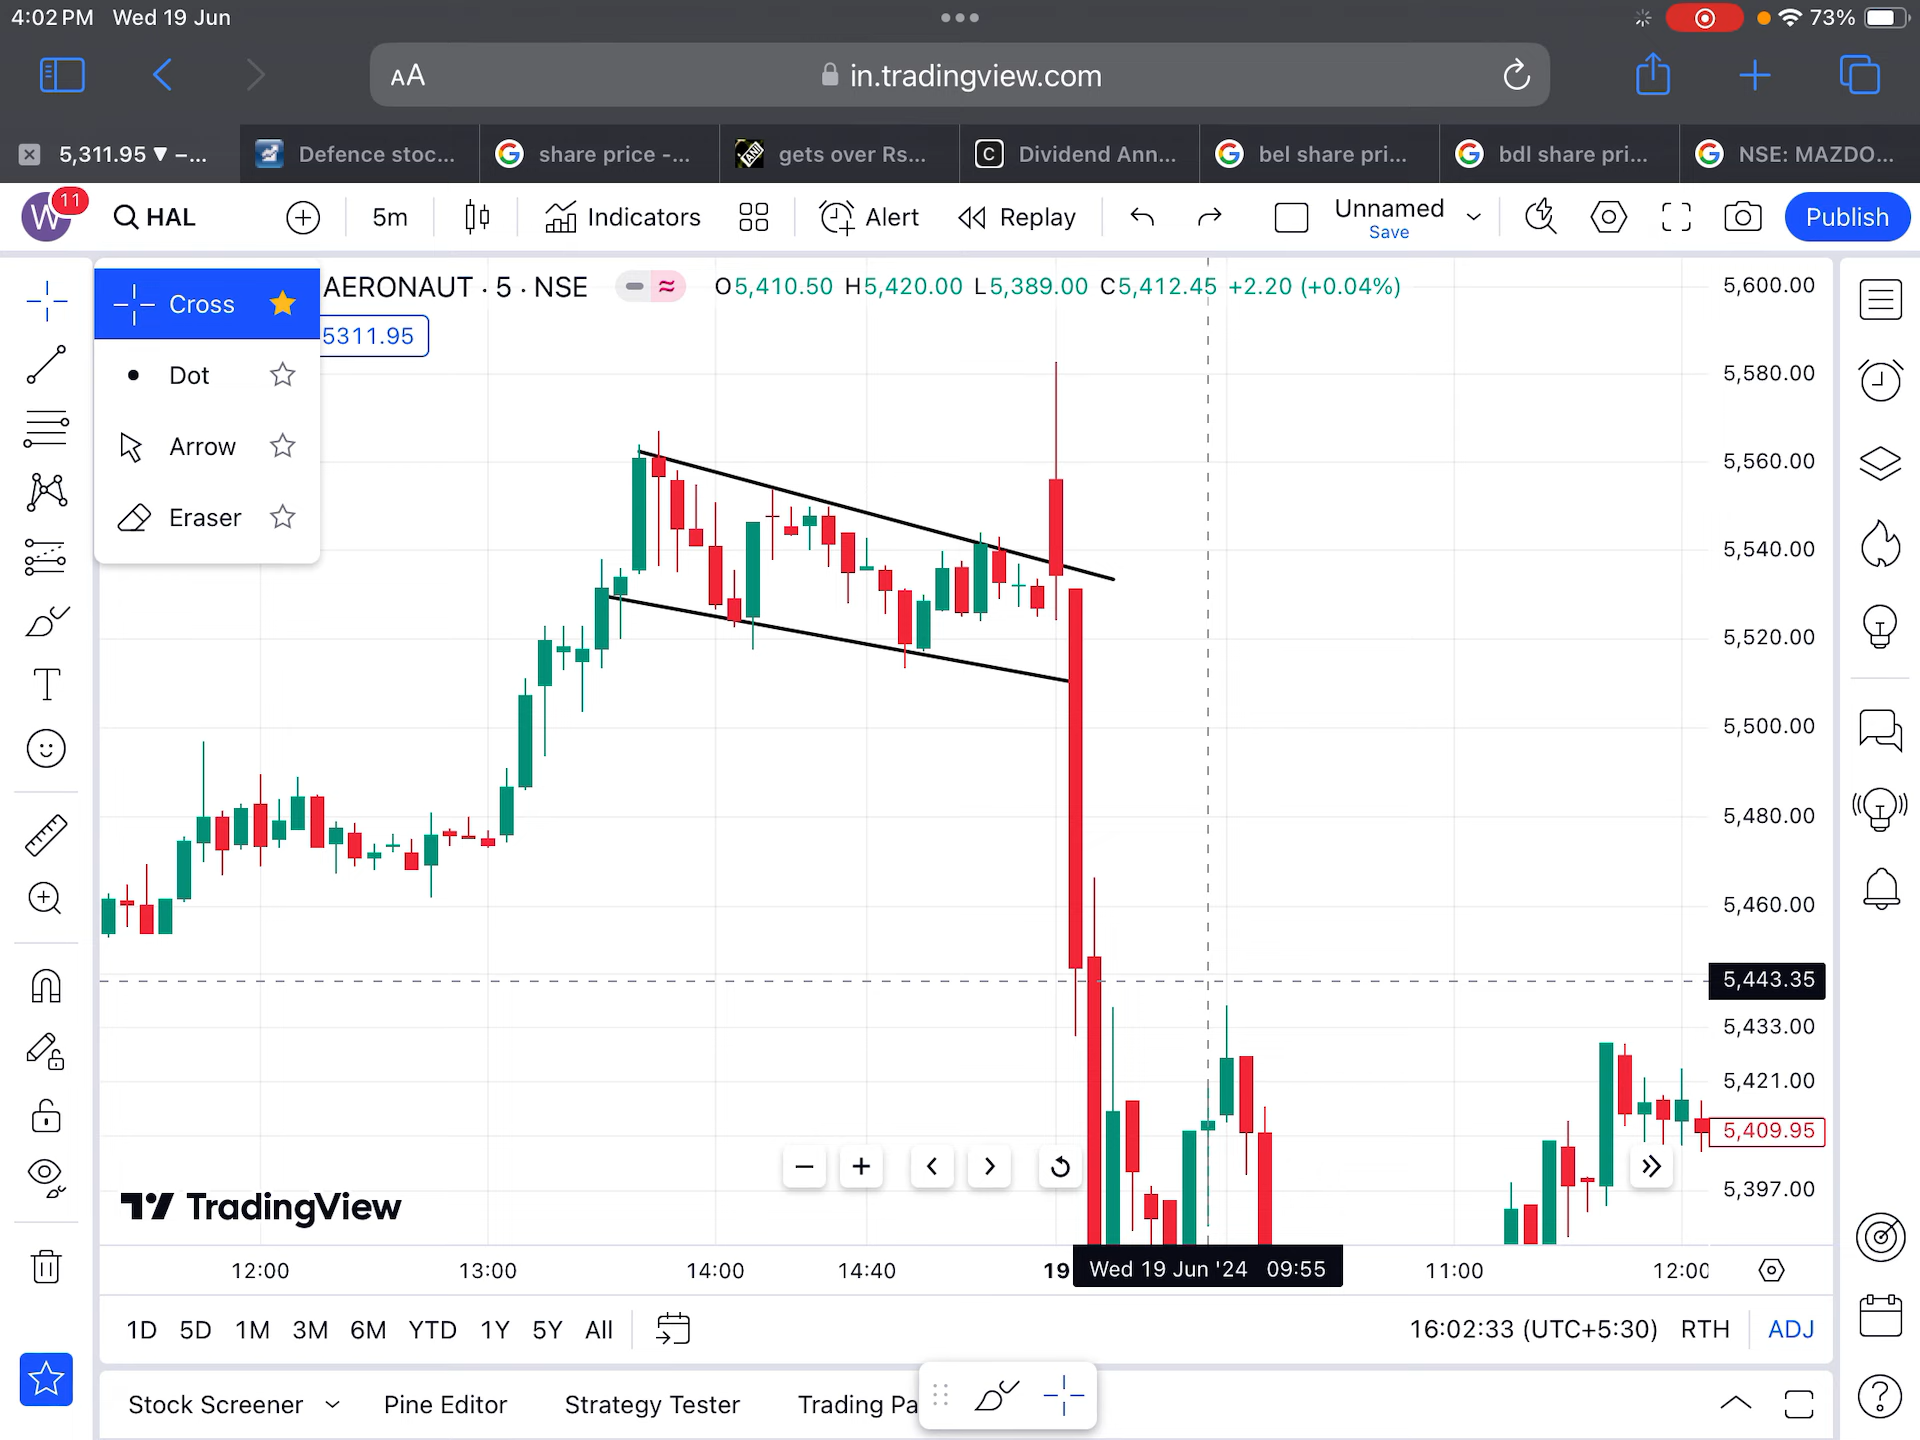 4:02 PM Wed 19 Jun
73%
AA in.tradingview.com
5,311.95 ▼ −... Defence stoc... share price -... gets over Rs... Dividend Ann... bel share pri... bdl share pri... NSE: MAZDO...
W 11 HAL 5m Indicators Alert Replay Unnamed Save Publish
Cross
Dot
Arrow
Eraser
AERONAUT · 5 · NSE O5,410.50 H5,420.00 L5,389.00 C5,412.45 +2.20 (+0.04%)
5311.95
5,600.00
5,580.00
5,560.00
5,540.00
5,520.00
5,500.00
5,480.00
5,460.00
5,443.35
5,433.00
5,421.00
5,409.95
5,397.00
TradingView
12:00 13:00 14:00 14:40 19 Wed 19 Jun '24 09:55 11:00 12:00
1D 5D 1M 3M 6M YTD 1Y 5Y All 16:02:33 (UTC+5:30) RTH ADJ
Stock Screener Pine Editor Strategy Tester Trading Pa